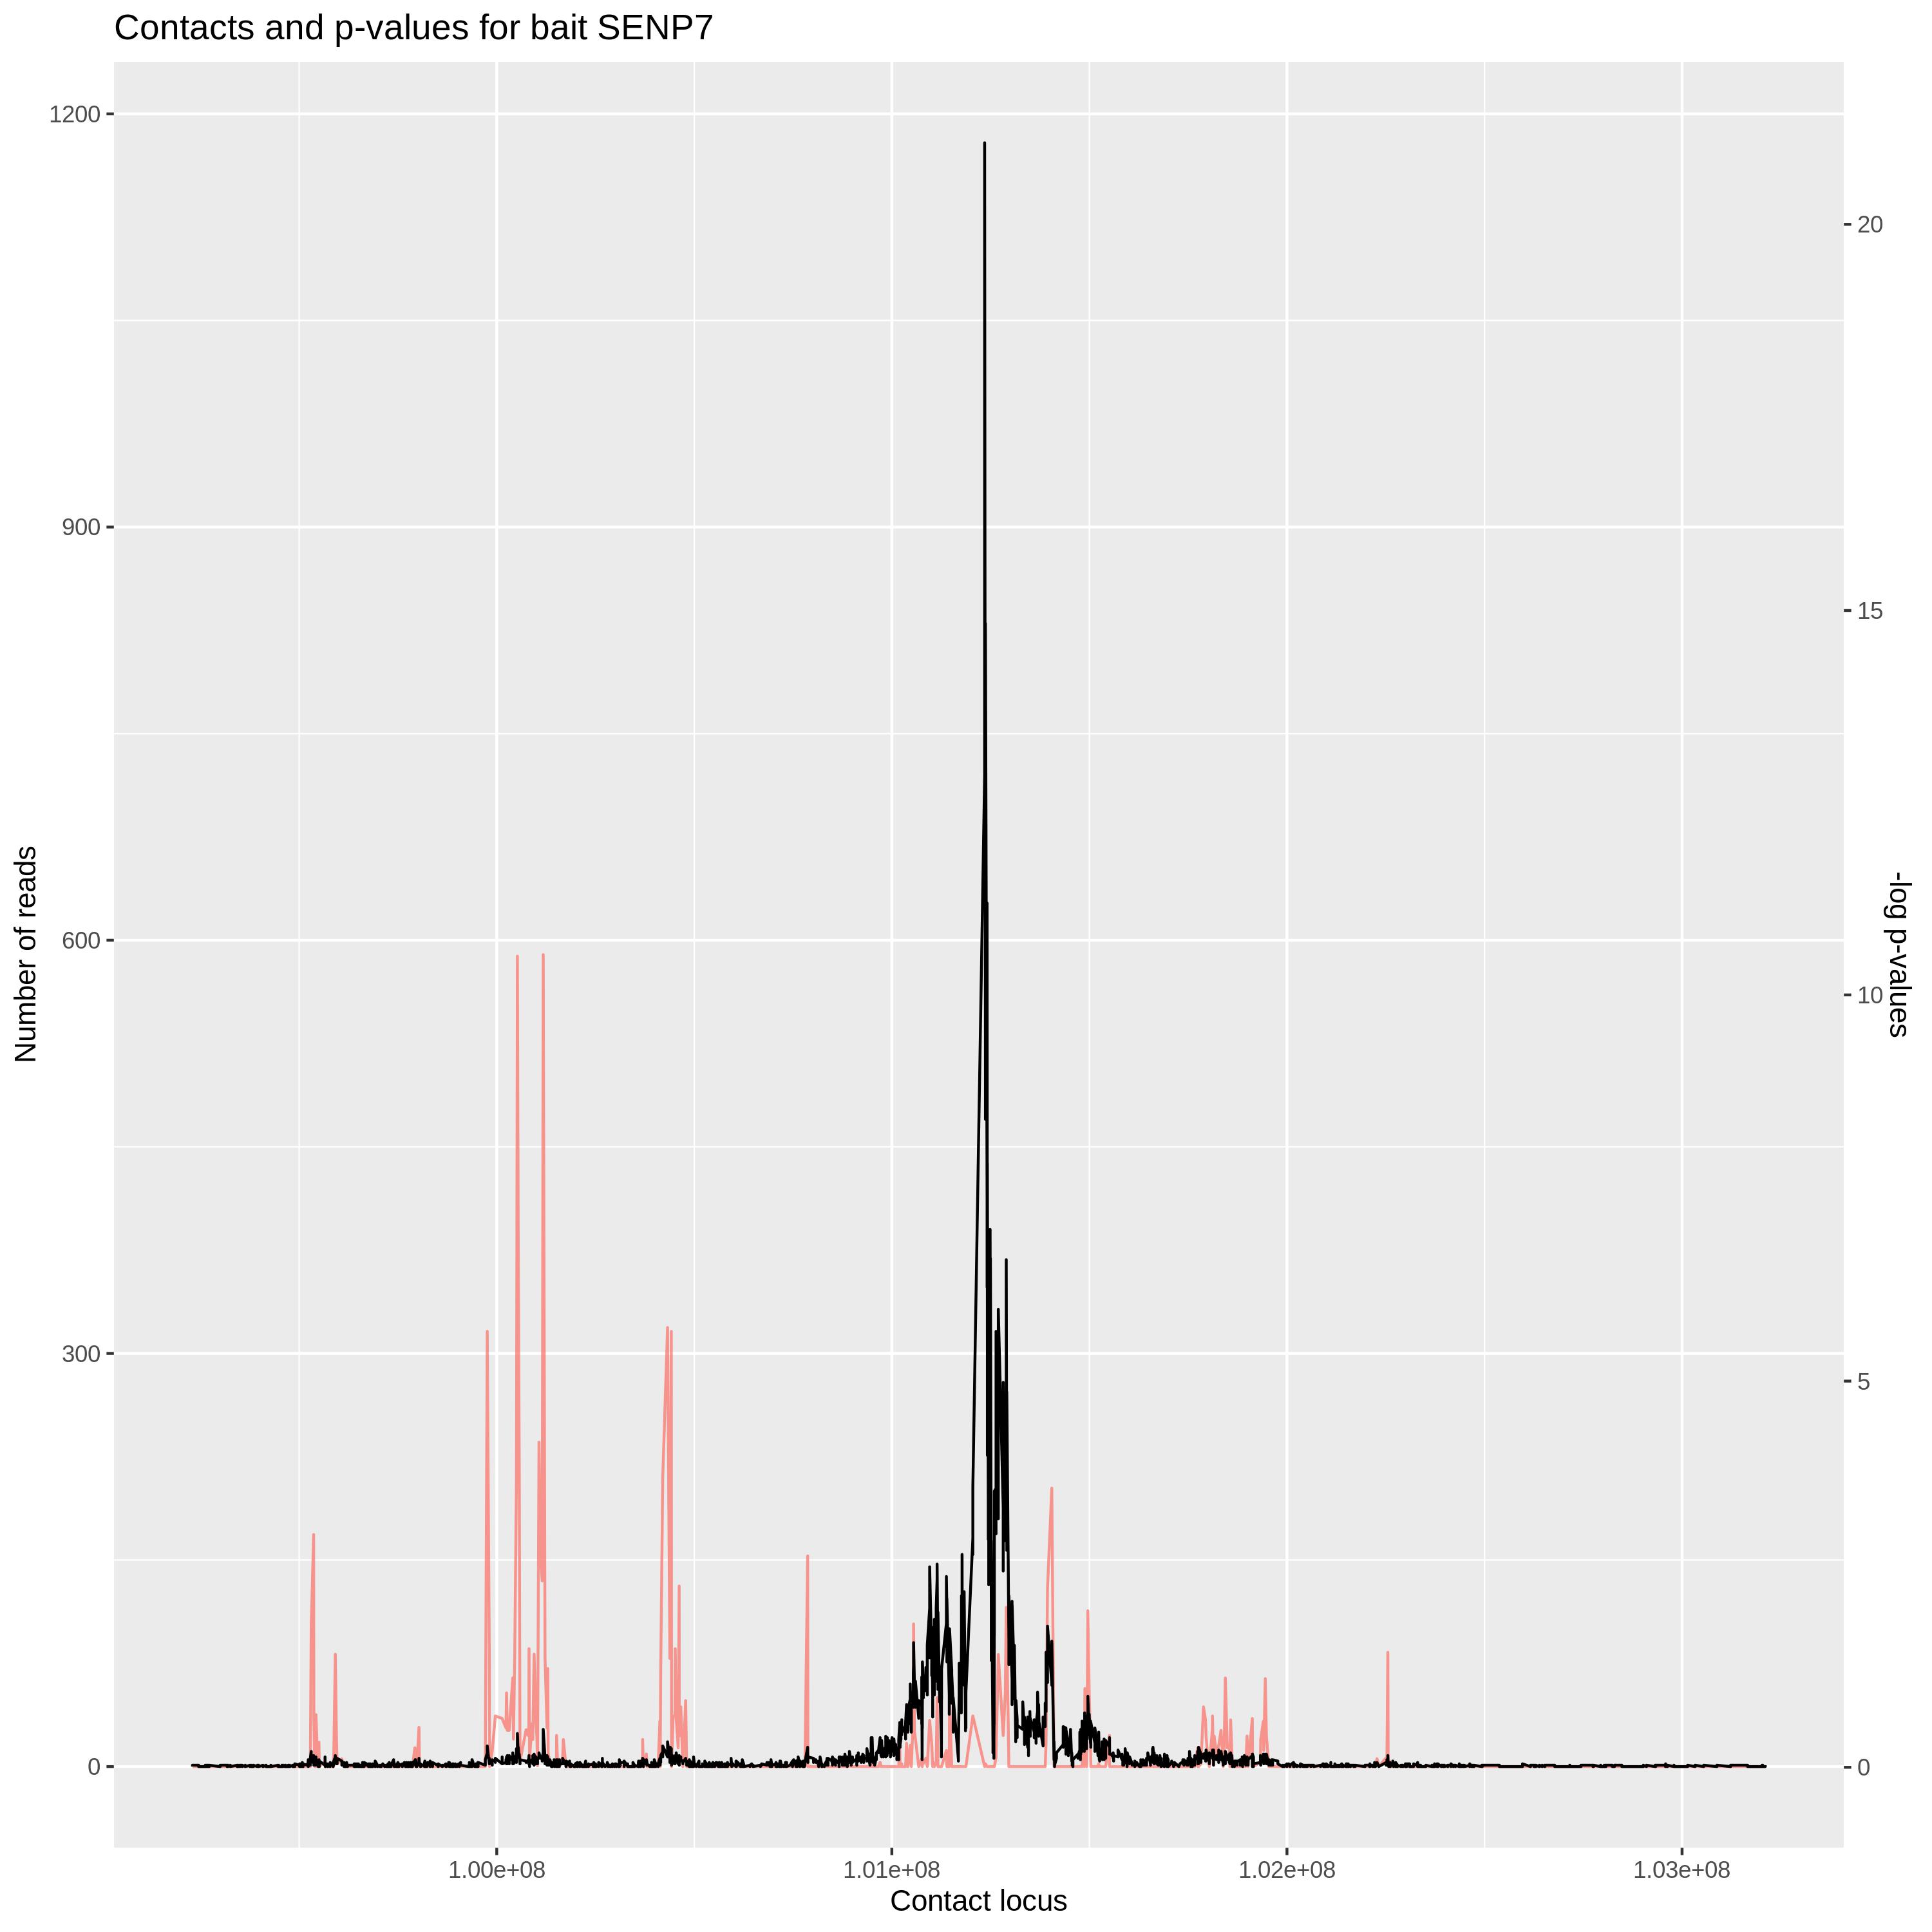 Contacts and p-values for bait SENP7
1200
900
600
300
0
Number of reads
20
15
10
5
0
-log p-values
1.00e+08
1.01e+08
1.02e+08
1.03e+08
Contact locus